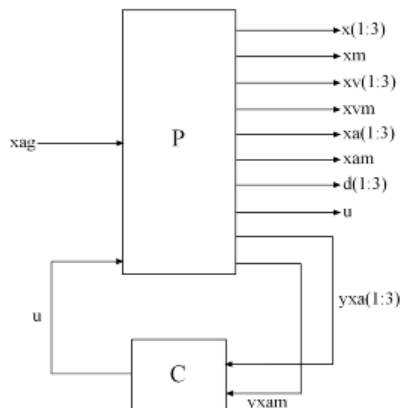 x(1:3)
xm
xv(1:3)
xvm
xa(1:3)
xam
d(1:3)
u
xag
P
yxa(1:3)
u
C
yxam